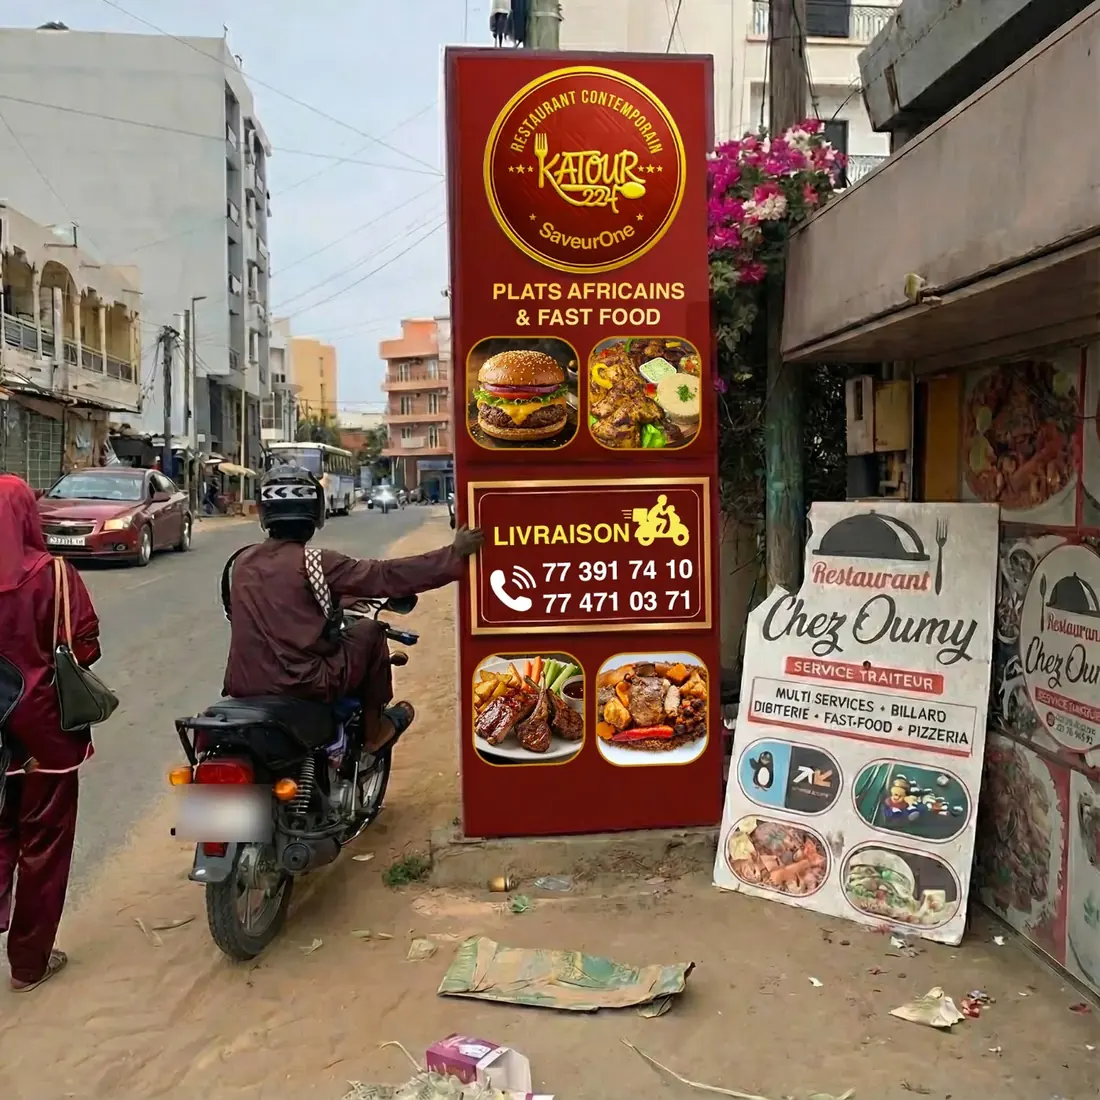 RESTAURANT CONTEMPORAIN
KATOUR
224
SaveurOne
PLATS AFRICAINS
& FAST FOOD
LIVRAISON
77 391 74 10
77 471 03 71
Restaurant
Chez Oumy
SERVICE TRAITEUR
MULTI SERVICES • BILLARD
DIBITERIE • FAST-FOOD • PIZZERIA
Restaurant
Chez Oumy